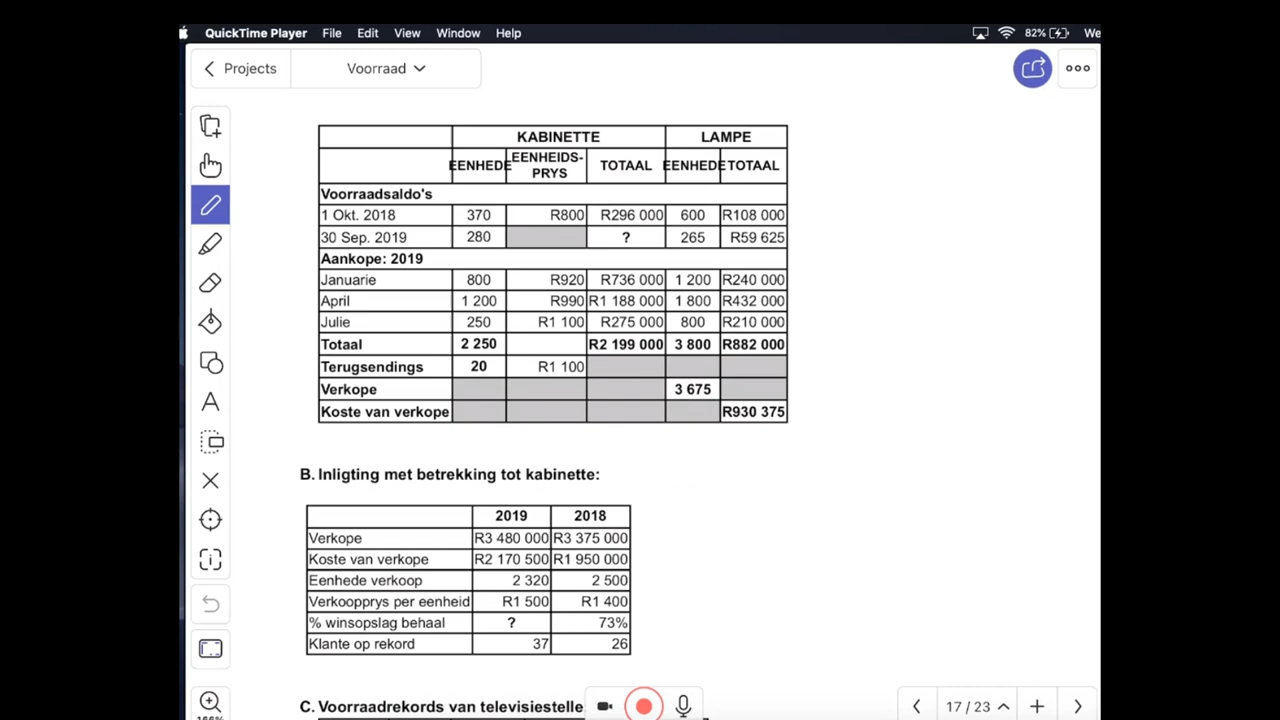 QuickTime Player File Edit View Window Help 82% We
Projects Voorraad
KABINETTE LAMPE
EENHEDE EENHEIDS-PRYS TOTAAL EENHEDE TOTAAL
Voorraadsaldo's
1 Okt. 2018 370 R800 R296 000 600 R108 000
30 Sep. 2019 280 ? 265 R59 625
Aankope: 2019
Januarie 800 R920 R736 000 1 200 R240 000
April 1 200 R990 R1 188 000 1 800 R432 000
Julie 250 R1 100 R275 000 800 R210 000
Totaal 2 250 R2 199 000 3 800 R882 000
Terugsendings 20 R1 100
Verkope 3 675
Koste van verkope R930 375
B. Inligting met betrekking tot kabinette:
2019 2018
Verkope R3 480 000 R3 375 000
Koste van verkope R2 170 500 R1 950 000
Eenhede verkoop 2 320 2 500
Verkoopprys per eenheid R1 500 R1 400
% winsopslag behaal ? 73%
Klante op rekord 37 26
C. Voorraadrekords van televisiestelle
17 / 23